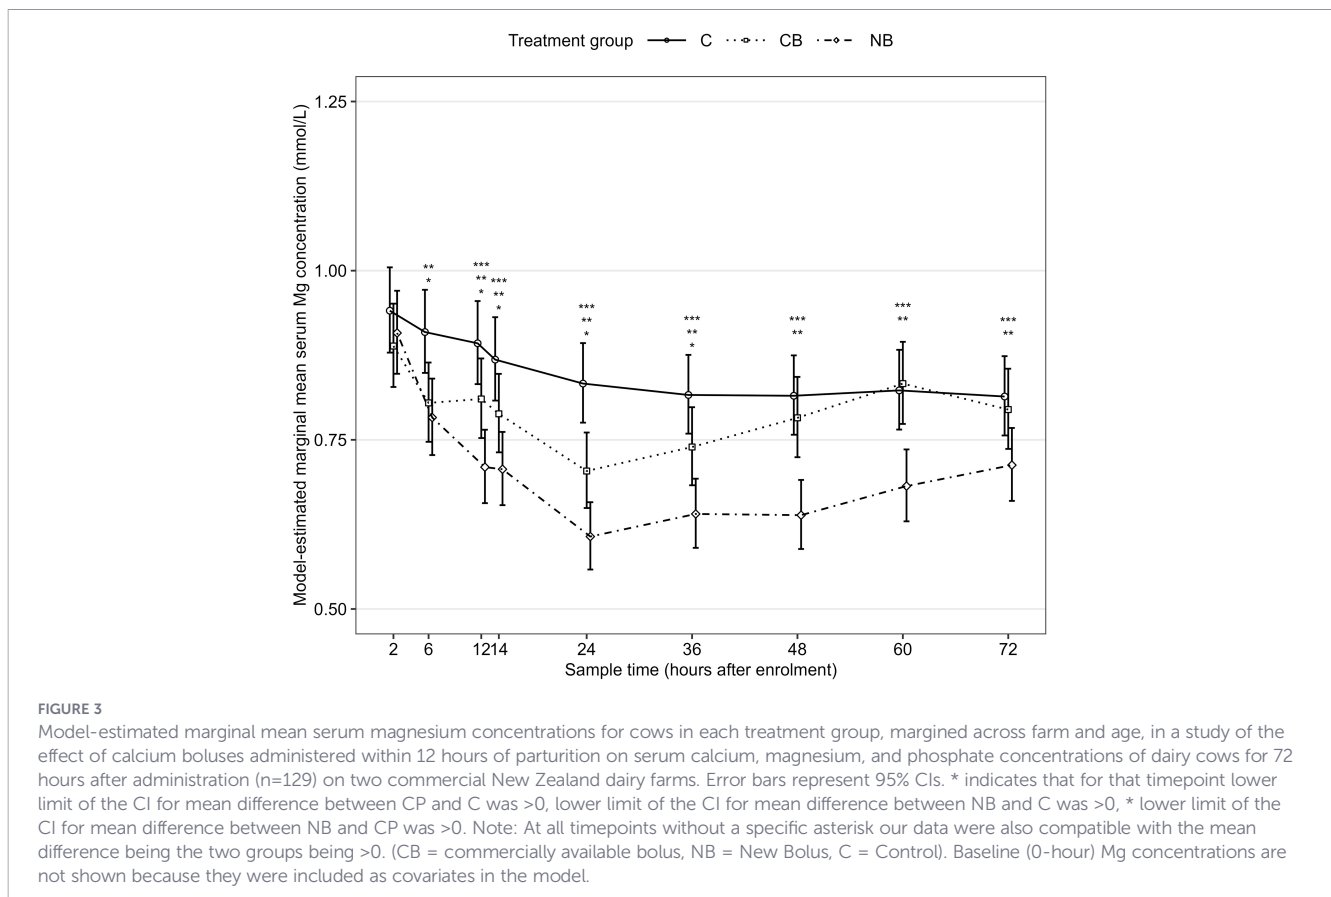 Treatment group C CB NB
1.25
1.00
0.75
0.50
Model-estimated marginal mean serum Mg concentration (mmol/L)
** *** *** *** *** *** *** ***
* ** ** ** ** ** ** **
* * * *
2 6 12 14 24 36 48 60 72
Sample time (hours after enrolment)
FIGURE 3
Model-estimated marginal mean serum magnesium concentrations for cows in each treatment group, margined across farm and age, in a study of the
effect of calcium boluses administered within 12 hours of parturition on serum calcium, magnesium, and phosphate concentrations of dairy cows for 72
hours after administration (n=129) on two commercial New Zealand dairy farms. Error bars represent 95% CIs. * indicates that for that timepoint lower
limit of the CI for mean difference between CP and C was >0, lower limit of the CI for mean difference between NB and C was >0, * lower limit of the
CI for mean difference between NB and CP was >0. Note: At all timepoints without a specific asterisk our data were also compatible with the mean
difference being the two groups being >0. (CB = commercially available bolus, NB = New Bolus, C = Control). Baseline (0-hour) Mg concentrations are
not shown because they were included as covariates in the model.